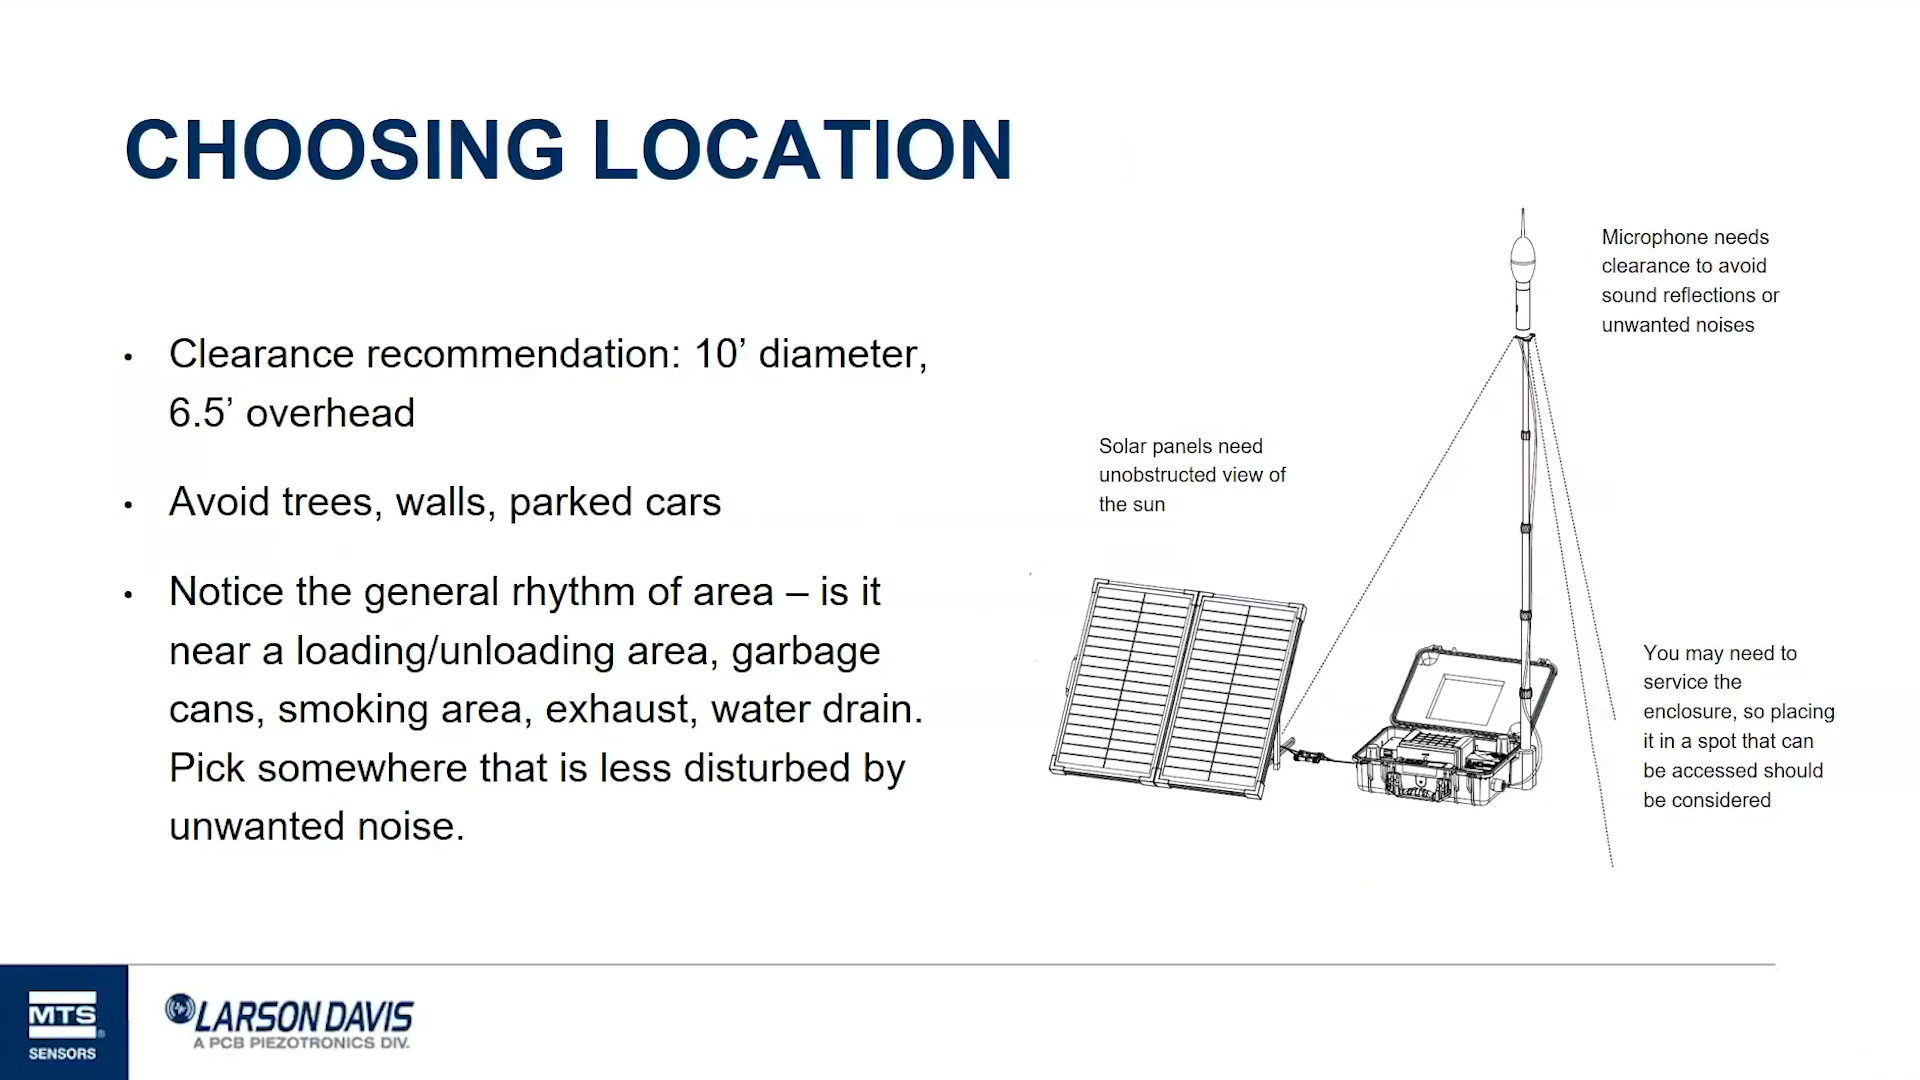 CHOOSING LOCATION
• Clearance recommendation: 10’ diameter,
6.5’ overhead
• Avoid trees, walls, parked cars
• Notice the general rhythm of area – is it
near a loading/unloading area, garbage
cans, smoking area, exhaust, water drain.
Pick somewhere that is less disturbed by
unwanted noise.
Microphone needs
clearance to avoid
sound reflections or
unwanted noises
Solar panels need
unobstructed view of
the sun
You may need to
service the
enclosure, so placing
it in a spot that can
be accessed should
be considered
MTS®
SENSORS
LARSON DAVIS
A PCB PIEZOTRONICS DIV.